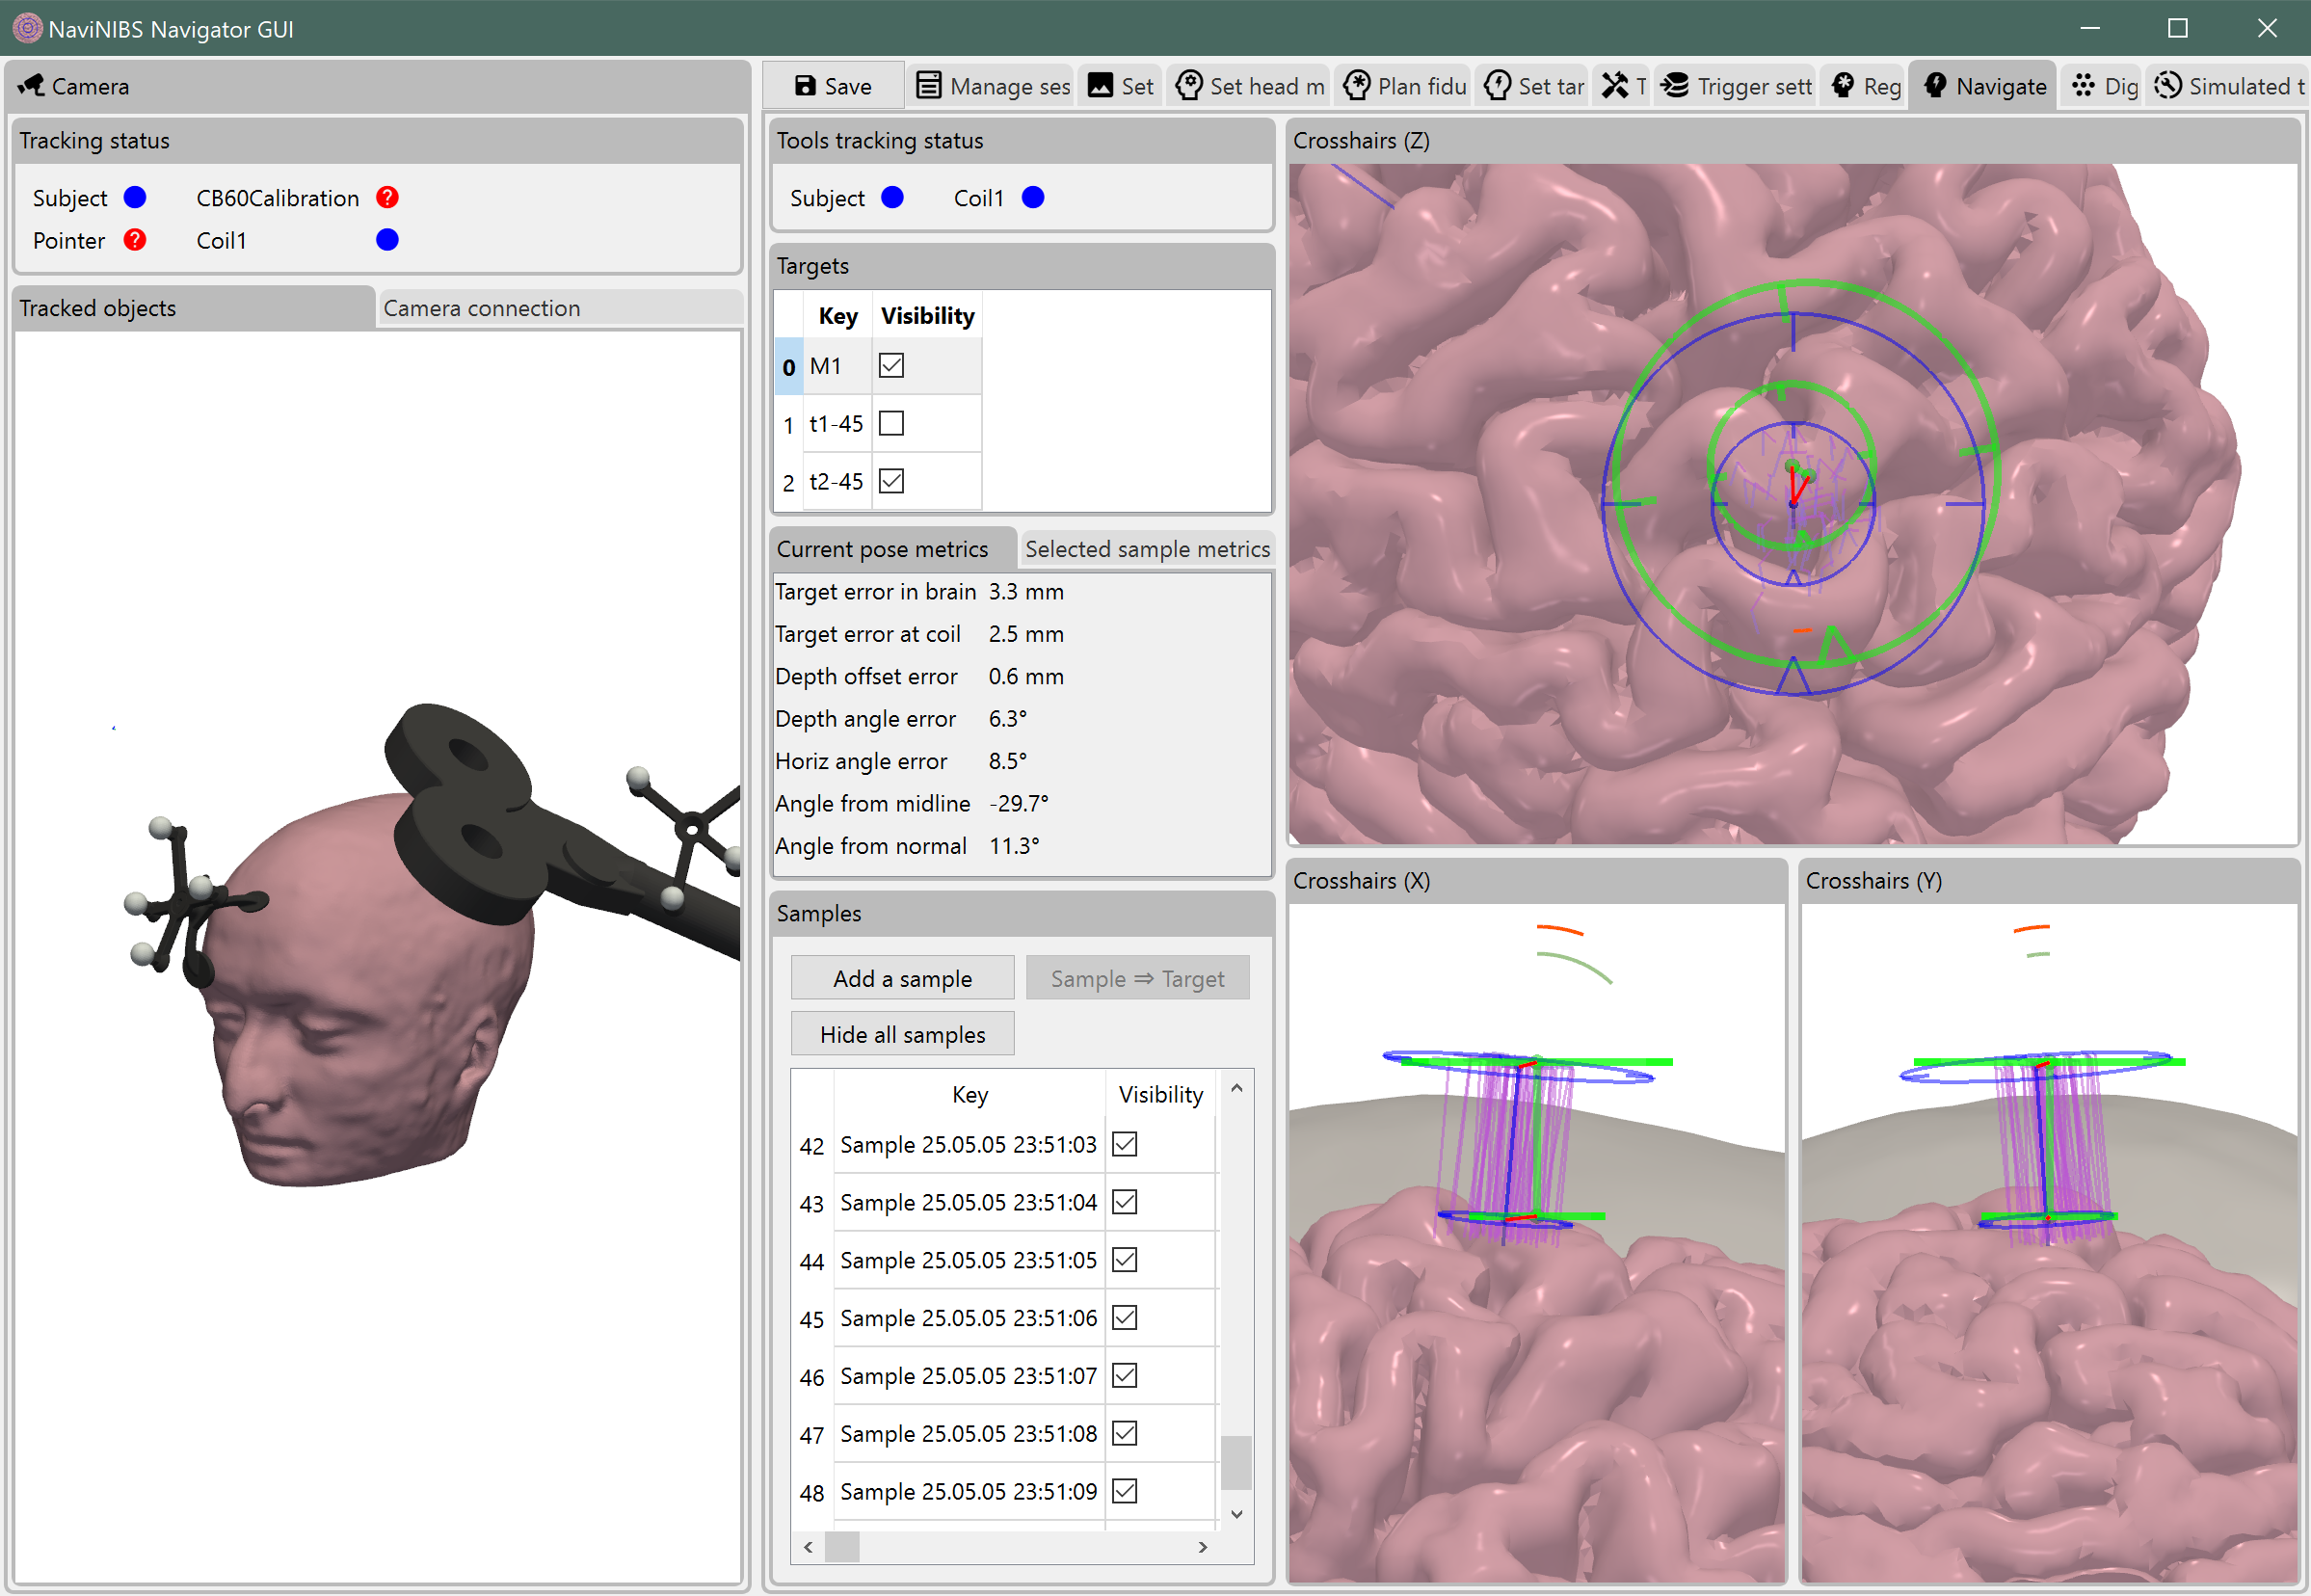 NaviNIBS Navigator GUI
Camera
Save
Manage ses
Set
Set head m
Plan fidu
Set tar
T
Trigger sett
Reg
Navigate
Dig
Simulated t
Tracking status
Subject
CB60Calibration ?
Pointer ?
Coil1
Tracked objects
Camera connection
Tools tracking status
Subject
Coil1
Targets
Key Visibility
0 M1
1 t1-45
2 t2-45
Current pose metrics
Selected sample metrics
Target error in brain 3.3 mm
Target error at coil 2.5 mm
Depth offset error 0.6 mm
Depth angle error 6.3°
Horiz angle error 8.5°
Angle from midline -29.7°
Angle from normal 11.3°
Samples
Add a sample
Sample ⇒ Target
Hide all samples
Key Visibility
42 Sample 25.05.05 23:51:03
43 Sample 25.05.05 23:51:04
44 Sample 25.05.05 23:51:05
45 Sample 25.05.05 23:51:06
46 Sample 25.05.05 23:51:07
47 Sample 25.05.05 23:51:08
48 Sample 25.05.05 23:51:09
Crosshairs (Z)
Crosshairs (X)
Crosshairs (Y)